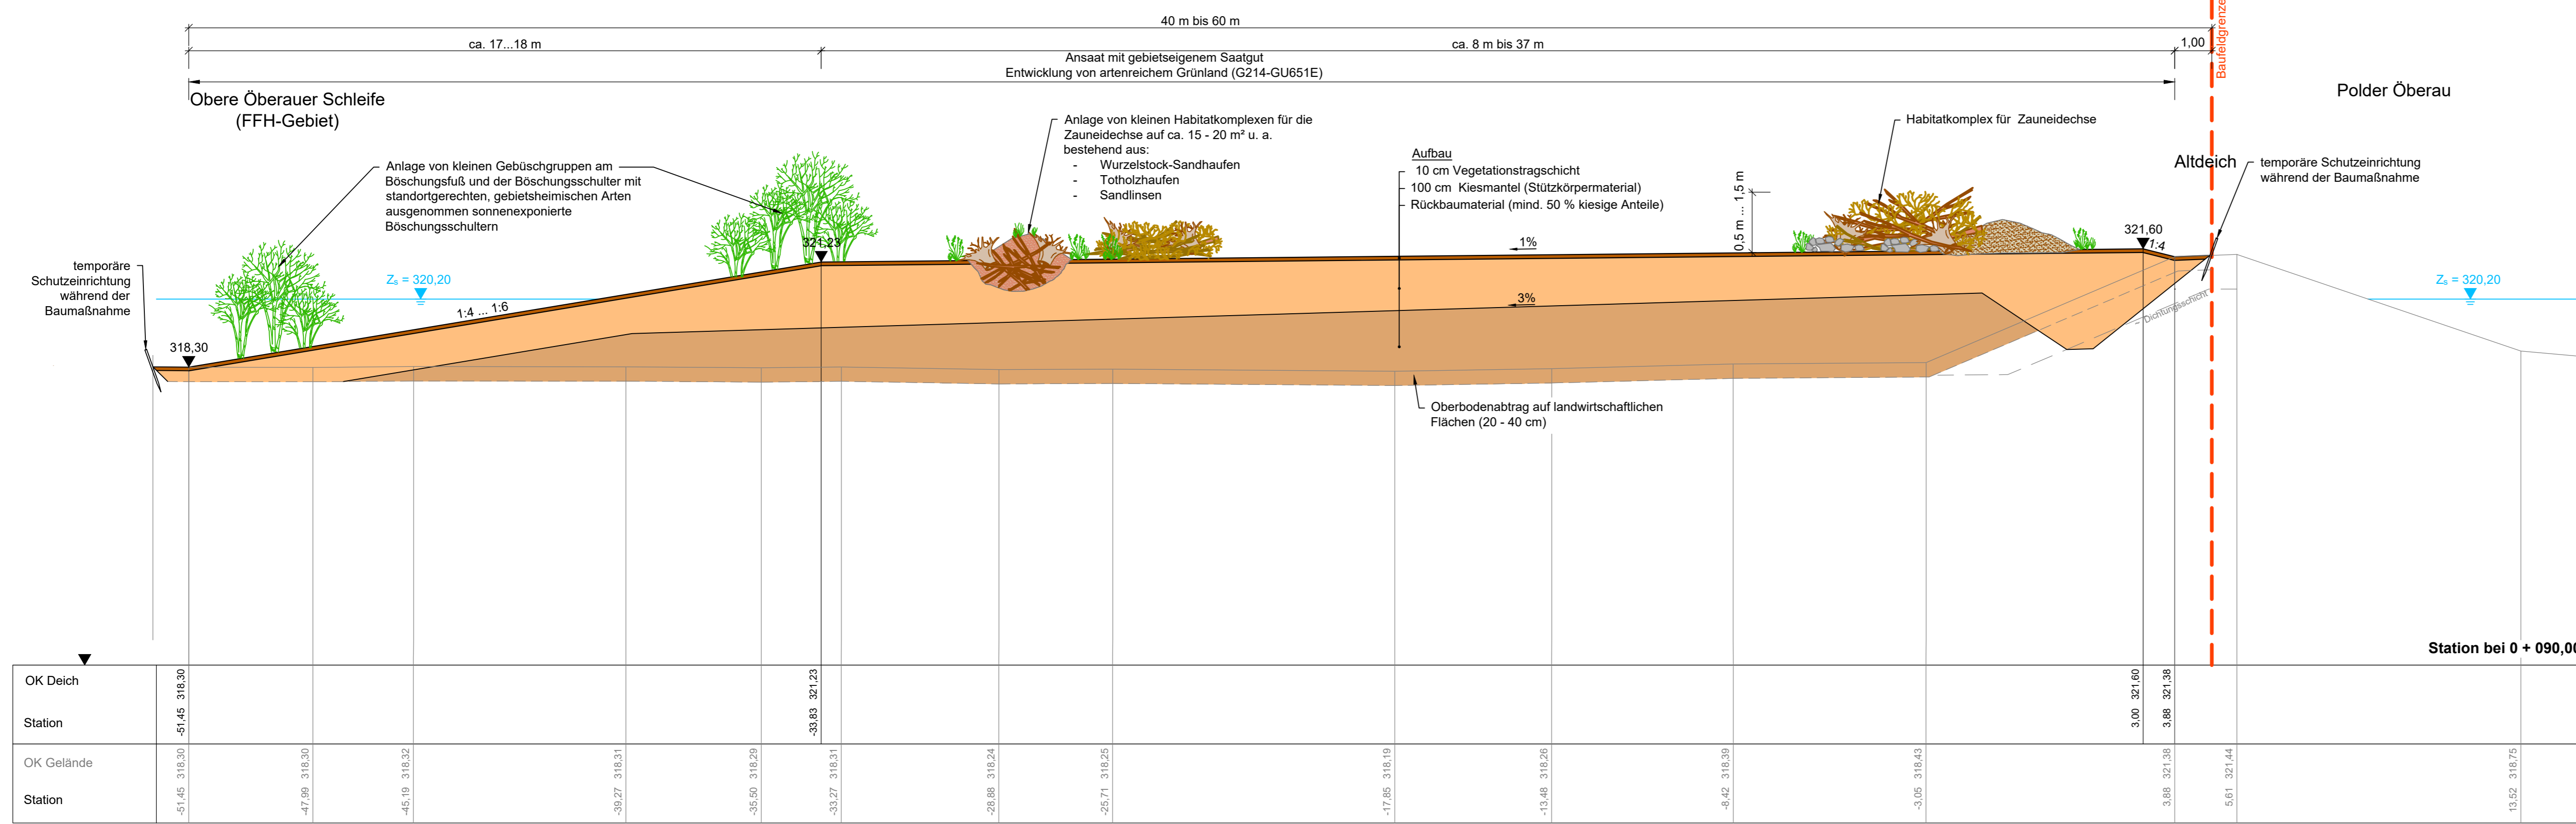 40 m bis 60 m
ca. 17...18 m
ca. 8 m bis 37 m
1,00
Baufeldgrenze
Ansaat mit gebietseigenem Saatgut
Entwicklung von artenreichem Grünland (G214-GU651E)
Obere Öberauer Schleife
(FFH-Gebiet)
Polder Öberau
Anlage von kleinen Gebüschgruppen am
Böschungsfuß und der Böschungsschulter mit
standortgerechten, gebietsheimischen Arten
ausgenommen sonnenexponierte
Böschungsschultern
Anlage von kleinen Habitatkomplexen für die
Zauneidechse auf ca. 15 - 20 m² u. a.
bestehend aus:
- Wurzelstock-Sandhaufen
- Totholzhaufen
- Sandlinsen
Aufbau
10 cm Vegetationstragschicht
100 cm Kiesmantel (Stützkörpermaterial)
Rückbaumaterial (mind. 50 % kiesige Anteile)
0,5 m ... 1,5 m
Habitatkomplex für Zauneidechse
Altdeich
temporäre Schutzeinrichtung
während der Baumaßnahme
temporäre
Schutzeinrichtung
während der
Baumaßnahme
318,30
Zₛ = 320,20
1:4 ... 1:6
321,23
1%
3%
321,60
1:4
Dichtungsschicht
Zₛ = 320,20
Oberbodenabtrag auf landwirtschaftlichen
Flächen (20 - 40 cm)
Station bei 0 + 090,00
OK Deich
318,30
321,23
321,60
321,38
Station
-51,45
-33,83
3,00
3,88
OK Gelände
318,30
318,30
318,32
318,31
318,29
318,31
318,24
318,25
318,19
318,26
318,39
318,43
321,38
321,44
318,75
Station
-51,45
-47,99
-45,19
-39,27
-35,50
-33,27
-28,88
-25,71
-17,85
-13,48
-8,42
-3,05
3,88
5,61
13,52